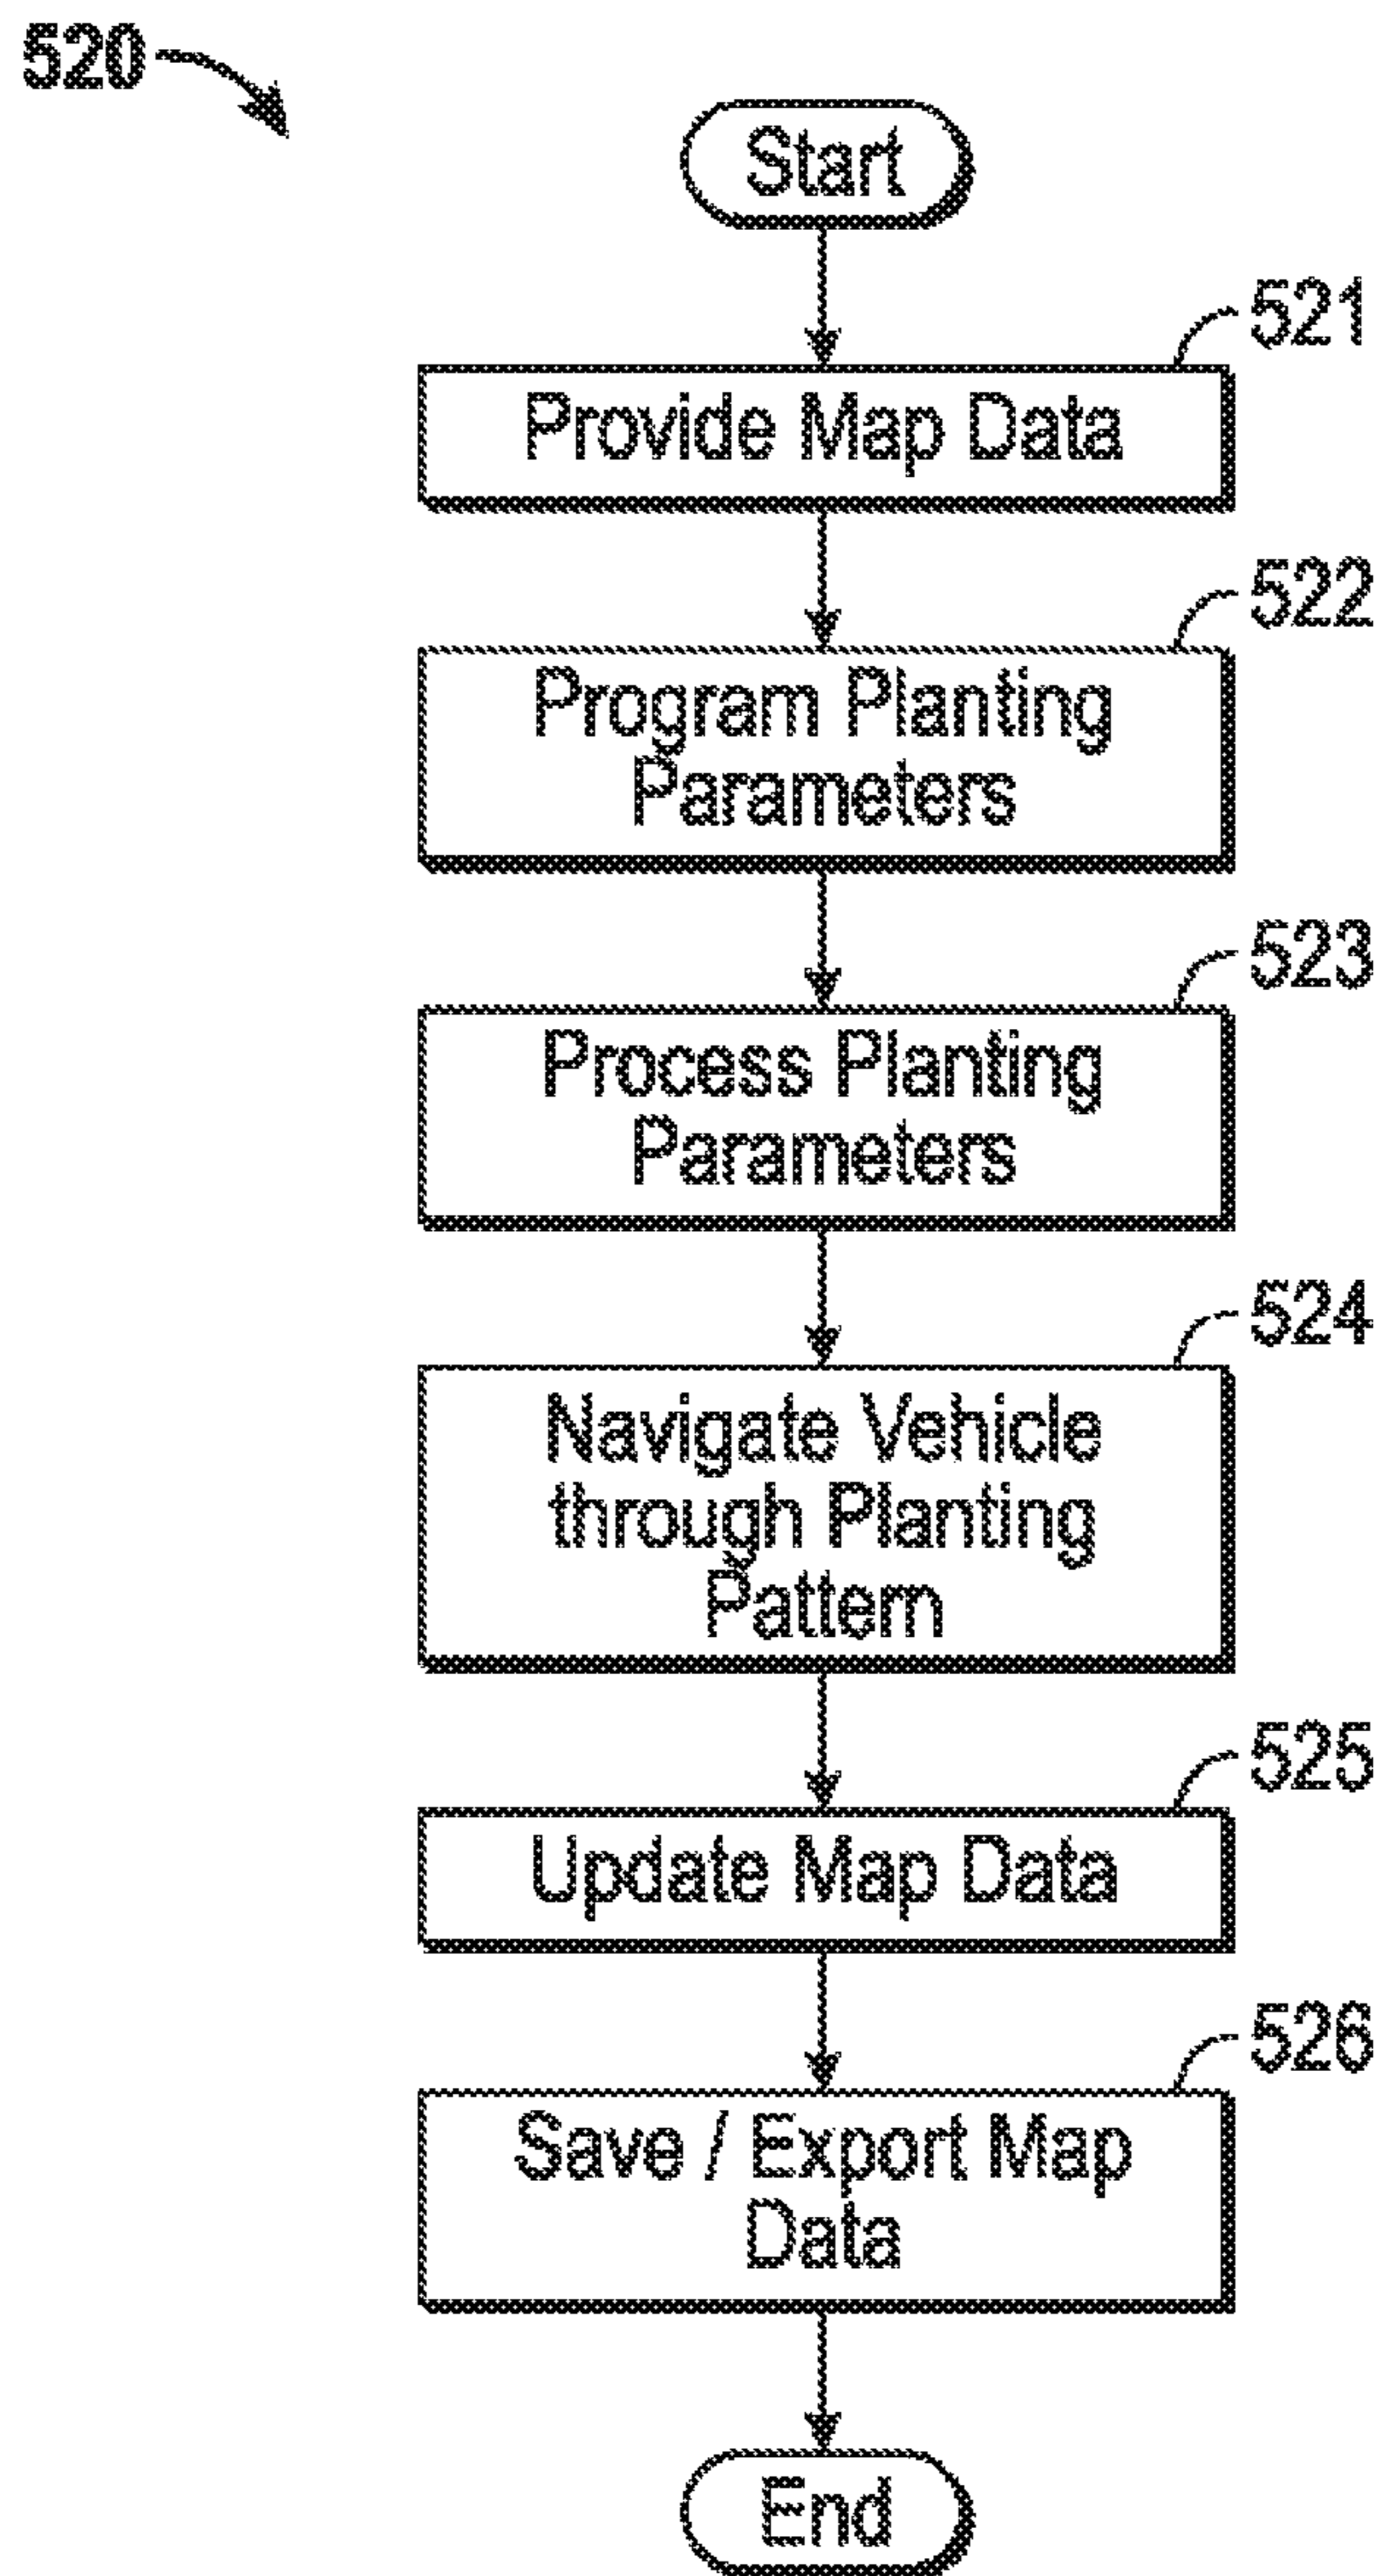 520
Start
521
Provide Map Data
522
Program Planting
Parameters
523
Process Planting
Parameters
524
Navigate Vehicle
through Planting
Pattern
525
Update Map Data
526
Save / Export Map
Data
End